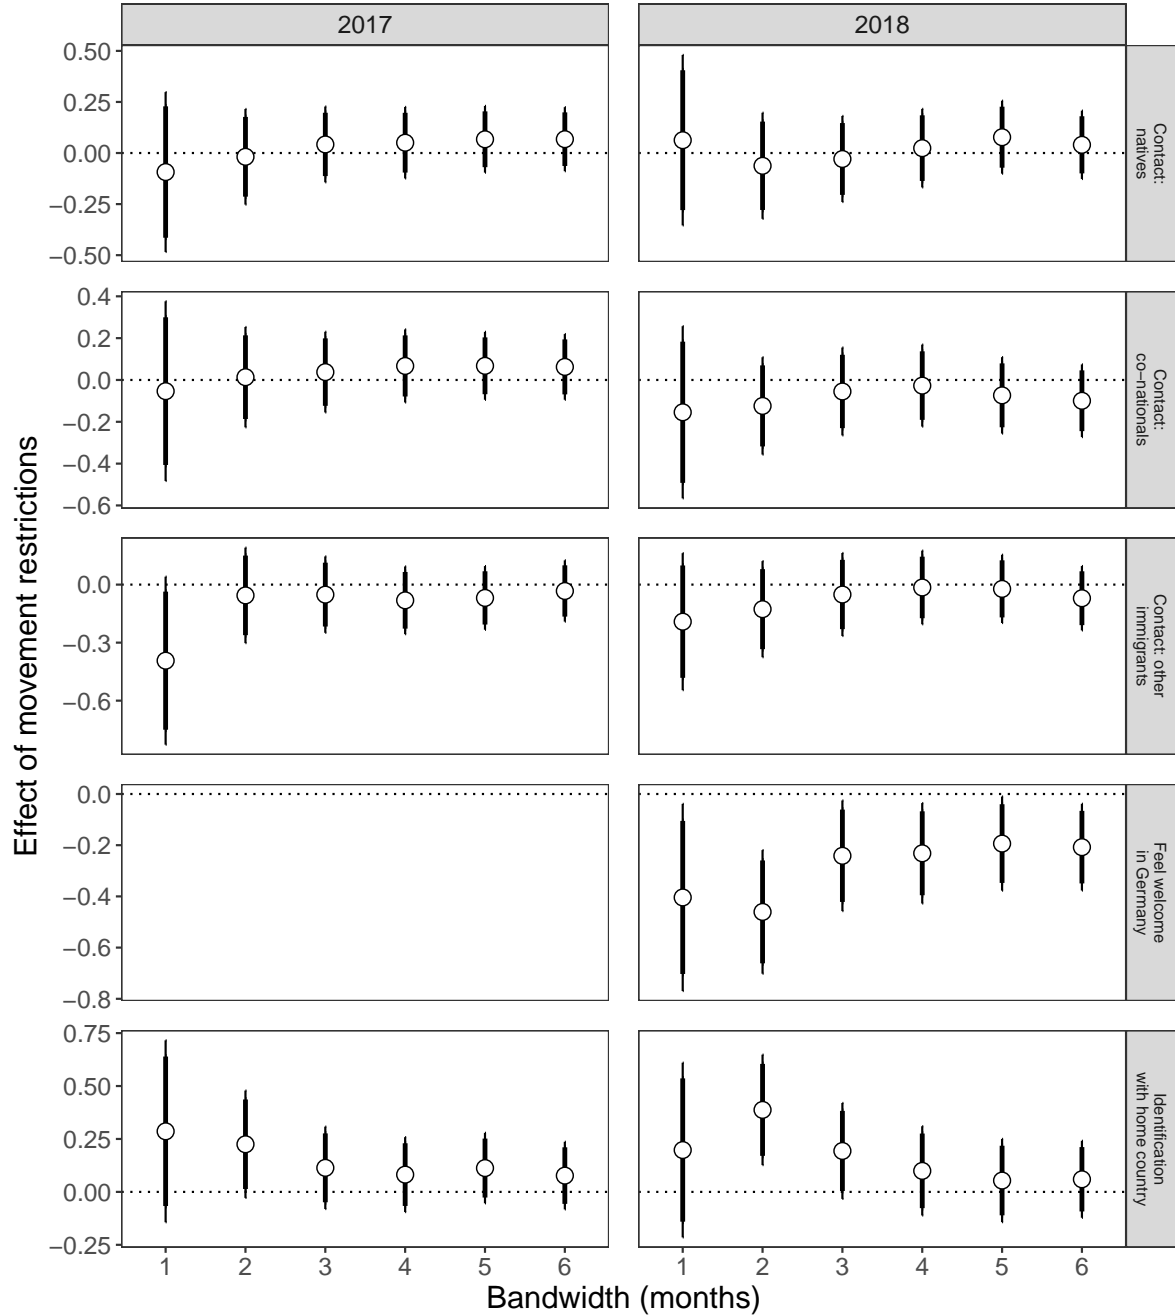 2017
2018
0.50
0.25
0.00
−0.25
−0.50
Contact:
natives
0.4
0.2
0.0
−0.2
−0.4
−0.6
Contact:
co−nationals
0.0
−0.3
−0.6
Contact: other
immigrants
0.0
−0.2
−0.4
−0.6
−0.8
Feel welcome
in Germany
0.75
0.50
0.25
0.00
−0.25
Identification
with home country
Effect of movement restrictions
1 2 3 4 5 6
1 2 3 4 5 6
Bandwidth (months)